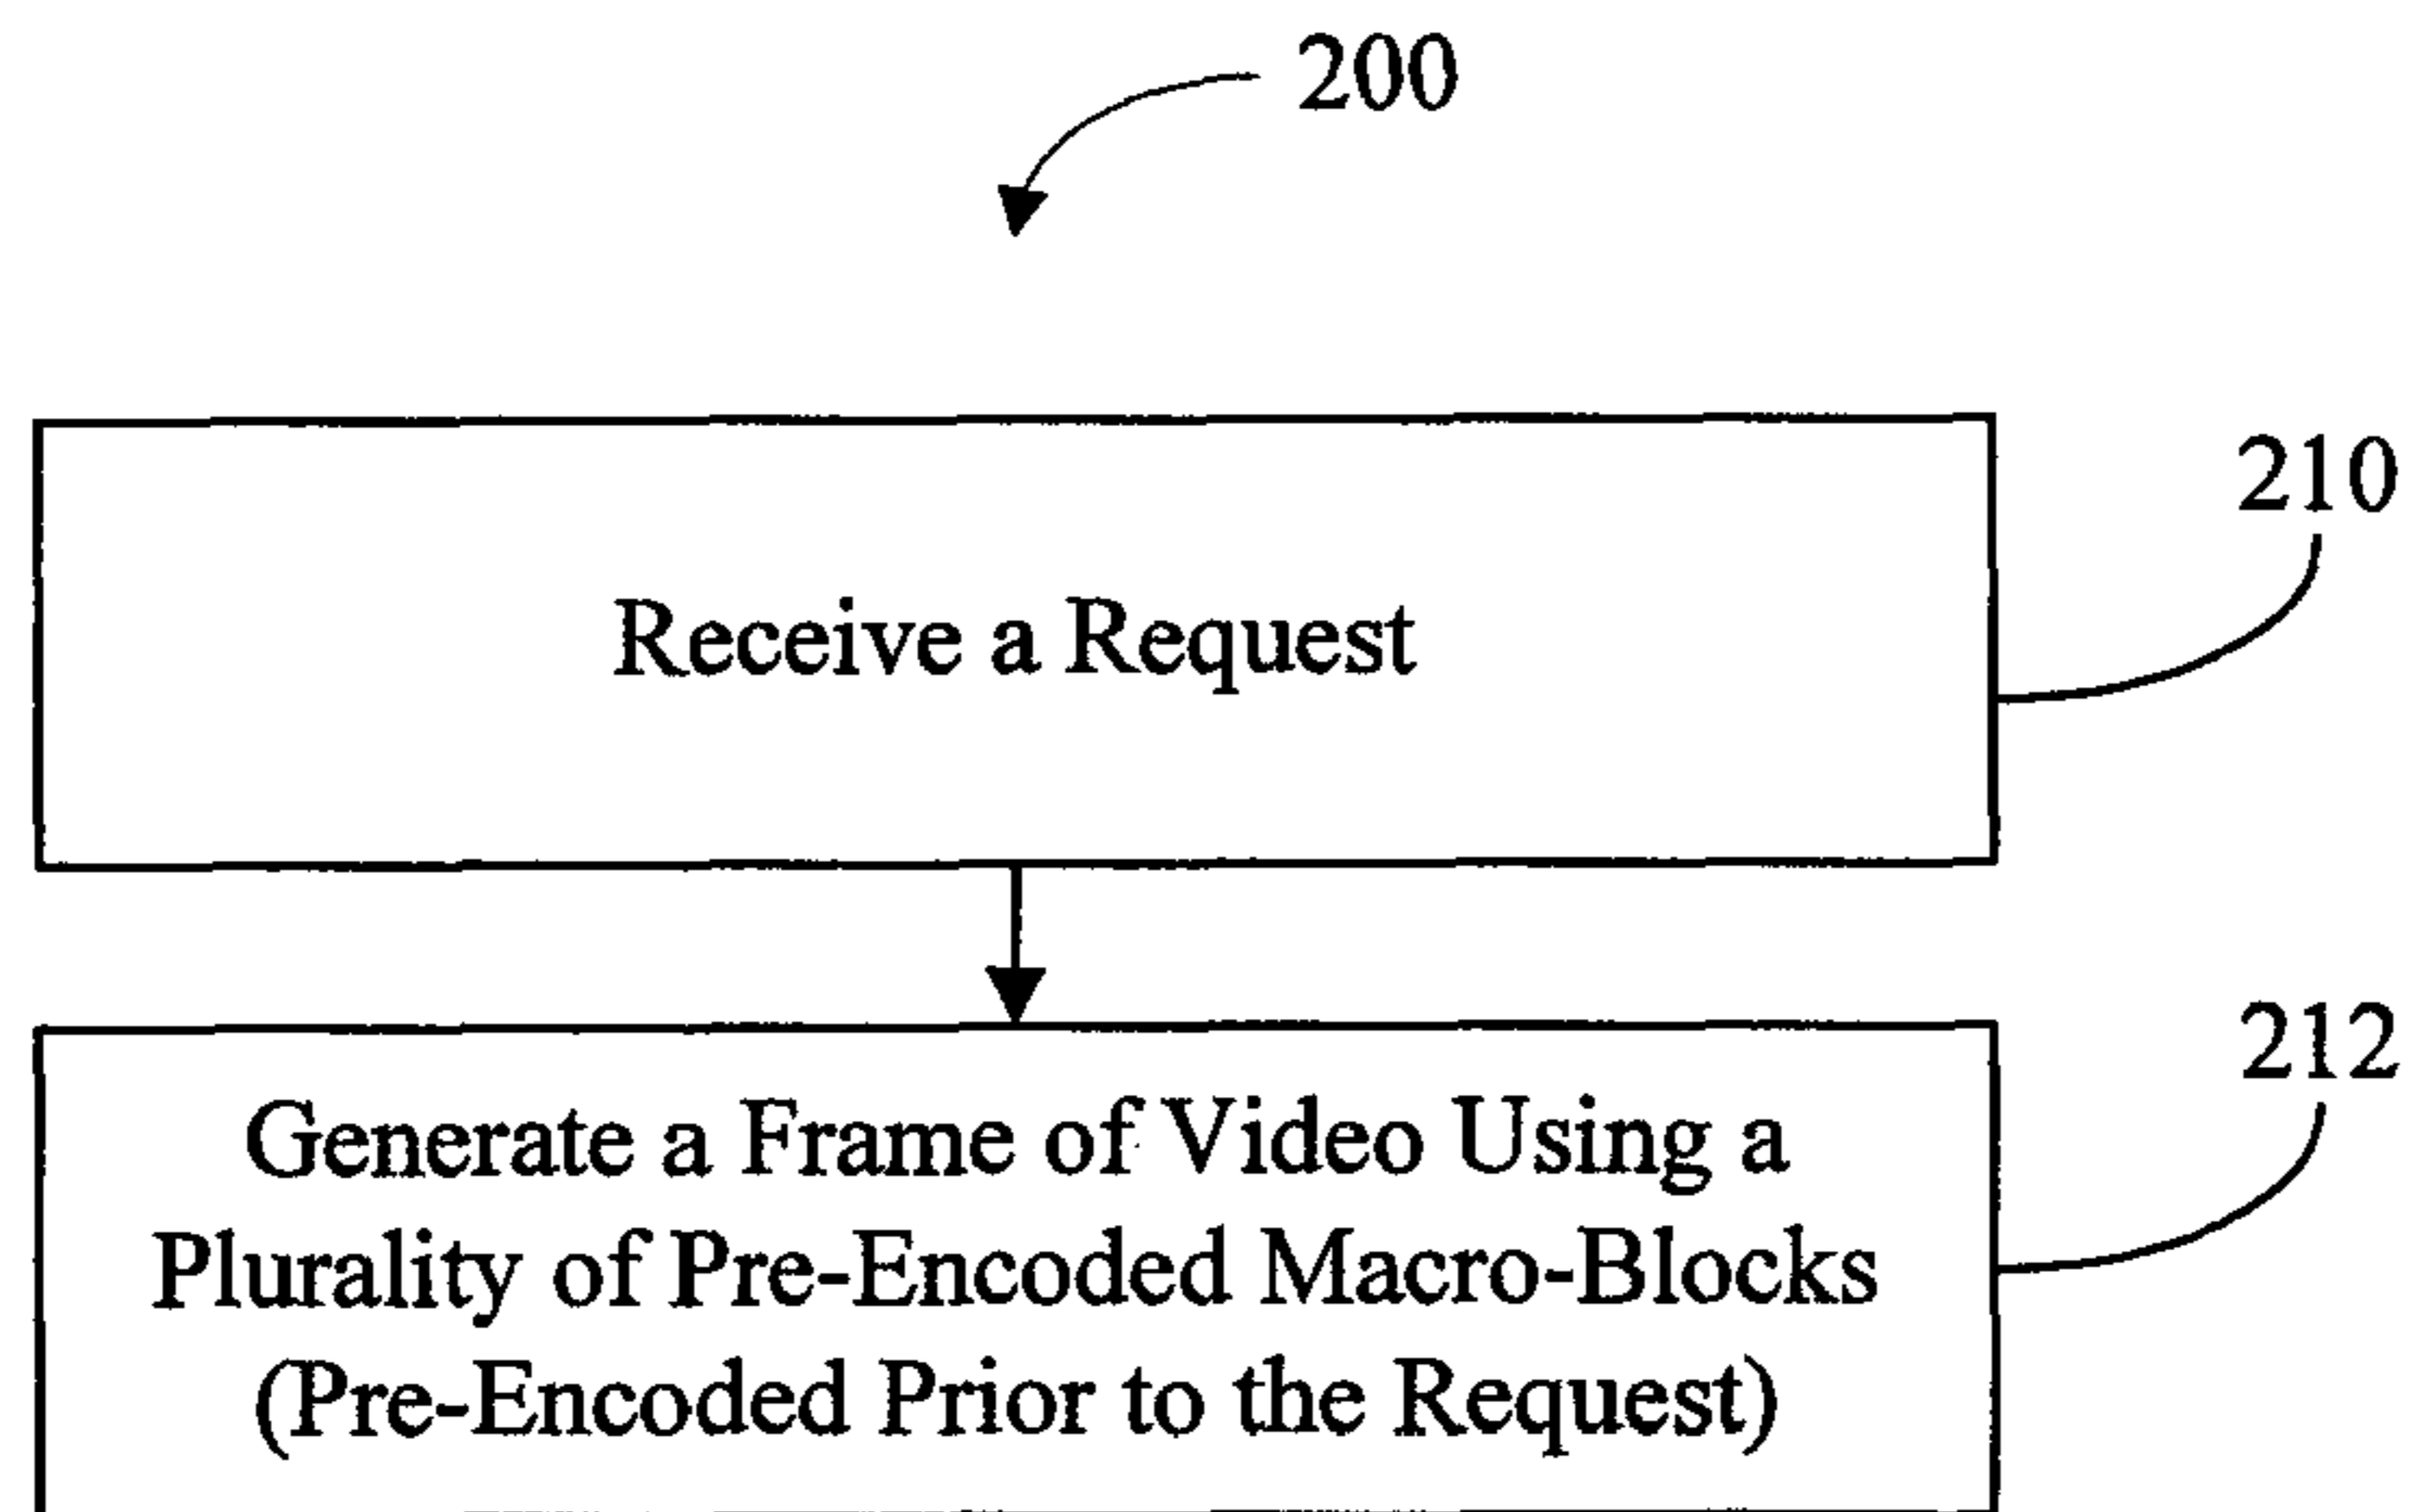 200
210
Receive a Request
212
Generate a Frame of Video Using a
Plurality of Pre-Encoded Macro-Blocks
(Pre-Encoded Prior to the Request)